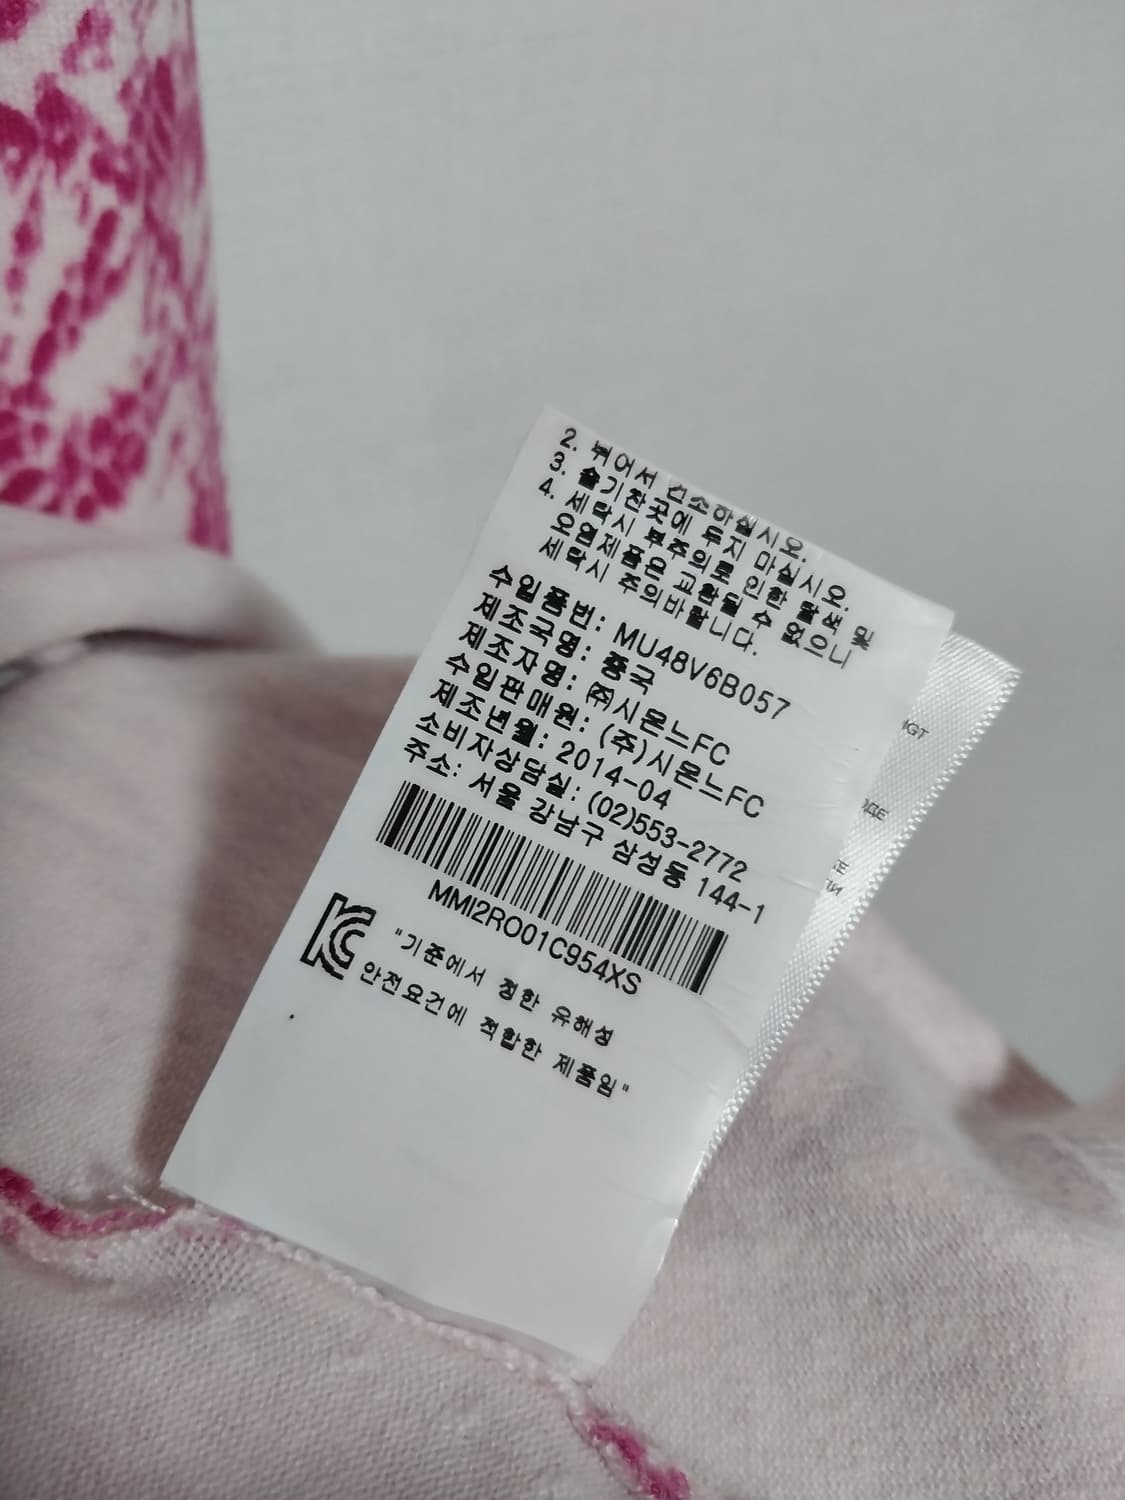 2. 뉘어서 건조하십시오.
3. 습기찬곳에 두지 마십시오.
4. 세탁시 부주의로 인한 탈색 및
오염제품은 교환될 수 없으니
세탁시 주의바랍니다.
수입품번: MU48V6B057
제조국명: 중국
제조자명: ㈜시몬느FC
수입판매원: (주)시몬느FC
제조년월: 2014-04
소비자상담실: (02)553-2772
주소: 서울 강남구 삼성동 144-1
MMI2RO01C954XS
KC "기준에서 정한 유해성
안전요건에 적합한 제품임"